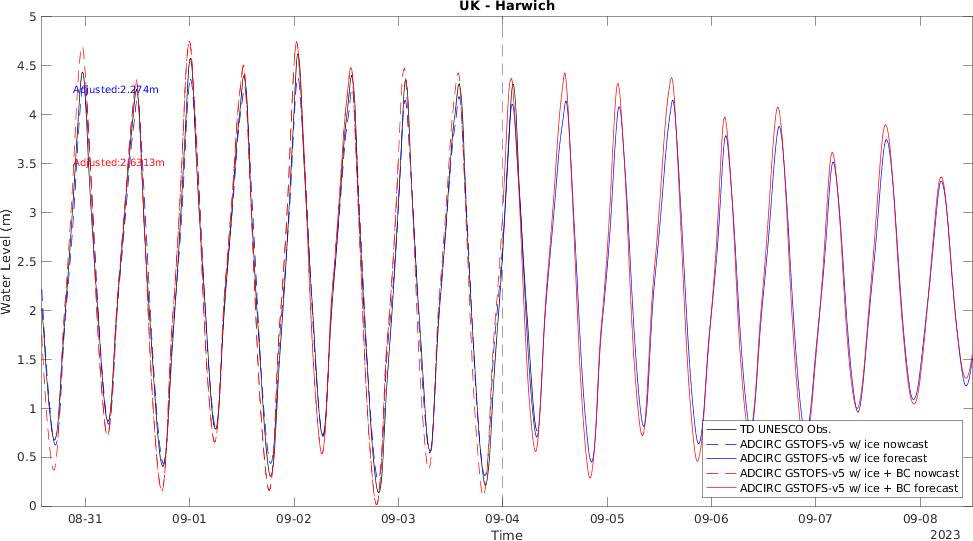 UK - Harwich
Water Level (m)
5
4.5
4
3.5
3
2.5
2
1.5
1
0.5
0
Adjusted:2.274m
Adjusted:2.6313m
TD UNESCO Obs.
ADCIRC GSTOFS-v5 w/ ice nowcast
ADCIRC GSTOFS-v5 w/ ice forecast
ADCIRC GSTOFS-v5 w/ ice + BC nowcast
ADCIRC GSTOFS-v5 w/ ice + BC forecast
08-31 09-01 09-02 09-03 09-04 09-05 09-06 09-07 09-08
Time
2023